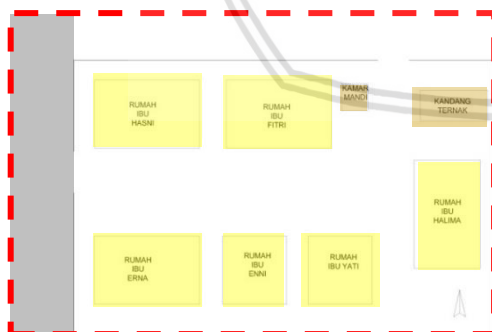 RUMAH
IBU
HASNI
RUMAH
IBU
FITRI
KAMAR
MANDI
KANDANG
TERNAK
RUMAH
IBU
HALIMA
RUMAH
IBU
ERNA
RUMAH
IBU
ENNI
RUMAH
IBU YATI